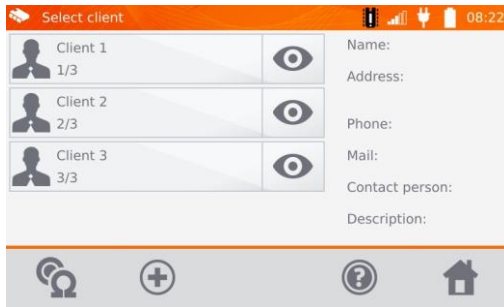 Select client
08:22
Client 1
1/3
Client 2
2/3
Client 3
3/3
Name:
Address:
Phone:
Mail:
Contact person:
Description: